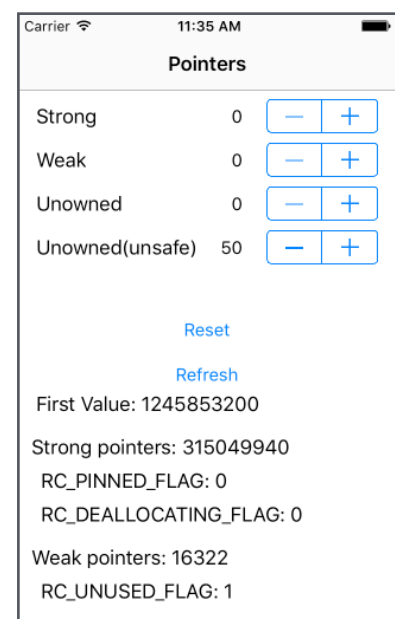 Carrier 11:35 AM
Pointers
Strong 0 — +
Weak 0 — +
Unowned 0 — +
Unowned(unsafe) 50 — +
Reset
Refresh
First Value: 1245853200
Strong pointers: 315049940
RC_PINNED_FLAG: 0
RC_DEALLOCATING_FLAG: 0
Weak pointers: 16322
RC_UNUSED_FLAG: 1